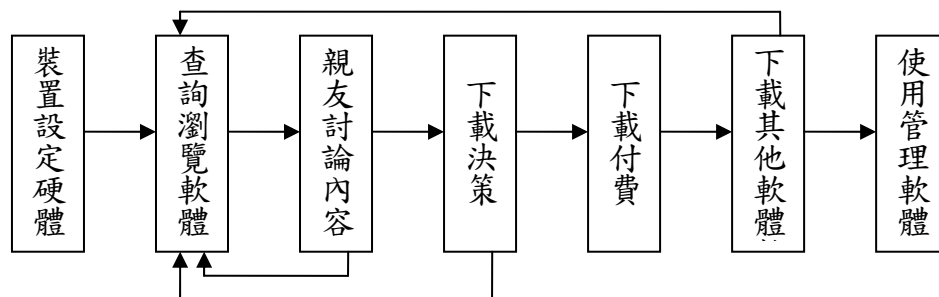 裝置設定硬體
查詢瀏覽軟體
親友討論內容
下載決策
下載付費
下載其他軟體
使用管理軟體